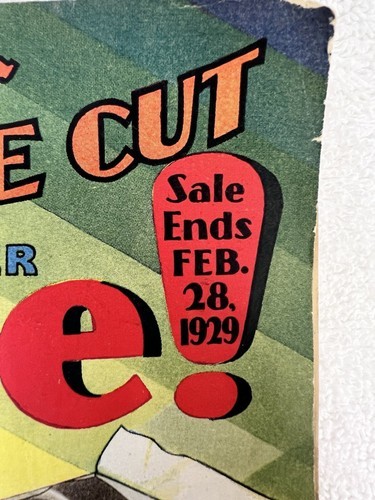 E CUT
R
e!
Sale
Ends
FEB.
28,
1929